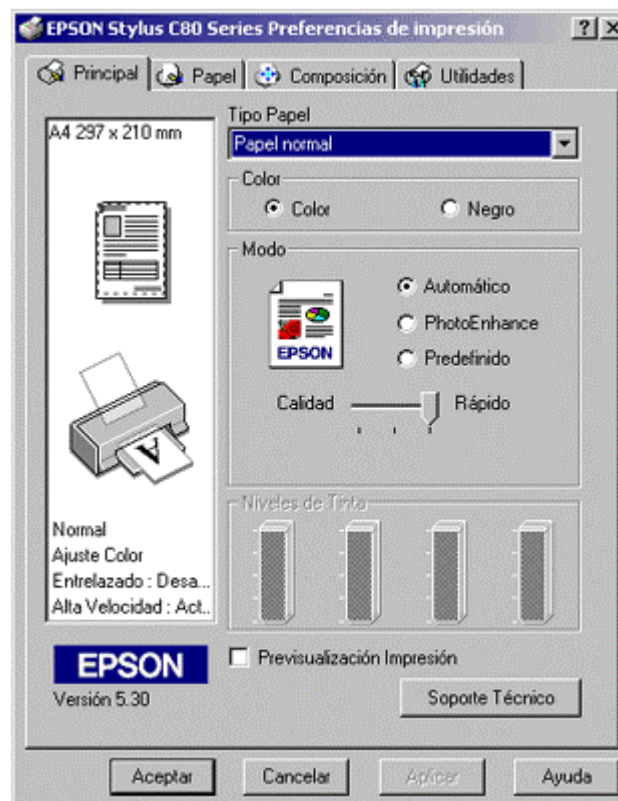 EPSON Stylus C80 Series Preferencias de impresión
Principal
Papel
Composición
Utilidades
A4 297 x 210 mm
Tipo Papel
Papel normal
Color
Color
Negro
Modo
EPSON
Automático
PhotoEnhance
Predefinido
Calidad
Rápido
A
Niveles de Tinta
Normal
Ajuste Color
Entrelazado : Desa...
Alta Velocidad : Act..
EPSON
Versión 5.30
Previsualización Impresión
Soporte Técnico
Aceptar
Cancelar
Aplicar
Ayuda